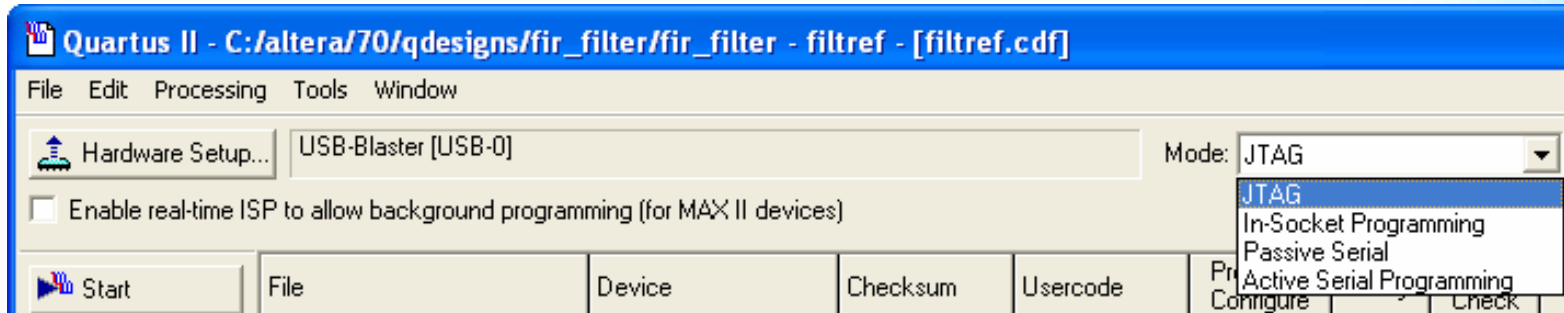 Quartus II - C:/altera/70/qdesigns/fir_filter/fir_filter - filtref - [filtref.cdf]
File Edit Processing Tools Window
Hardware Setup... USB-Blaster [USB-0] Mode: JTAG
JTAG
Enable real-time ISP to allow background programming (for MAX II devices)
In-Socket Programming
Passive Serial
Active Serial Programming
Start File Device Checksum Usercode
Configure Check